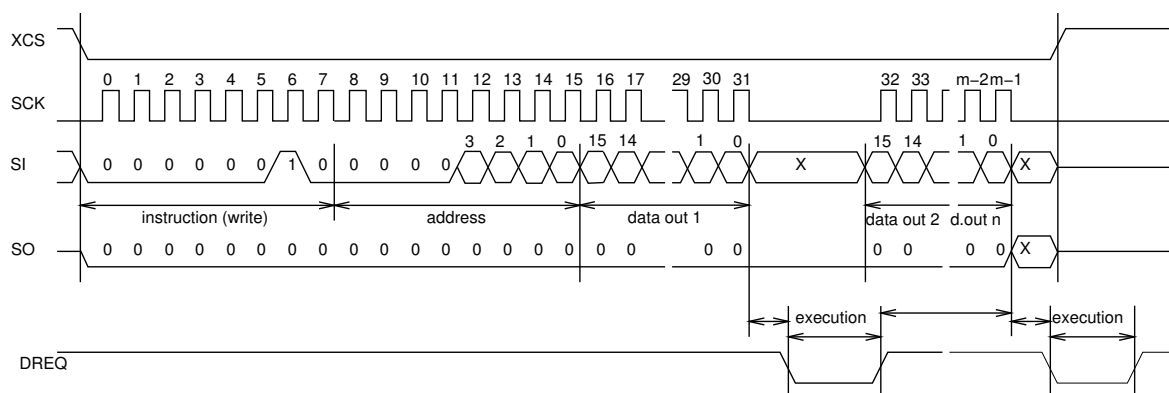 XCS
0 1 2 3 4 5 6 7 8 9 10 11 12 13 14 15 16 17 29 30 31 32 33 m−2 m−1
SCK
3 2 1 0 15 14 1 0 15 14 1 0
SI 0 0 0 0 0 0 1 0 0 0 0 0 X X
instruction (write) address data out 1 data out 2 d.out n
SO 0 0 0 0 0 0 0 0 0 0 0 0 0 0 0 0 0 0 0 0 0 0 0 0 X
execution execution
DREQ